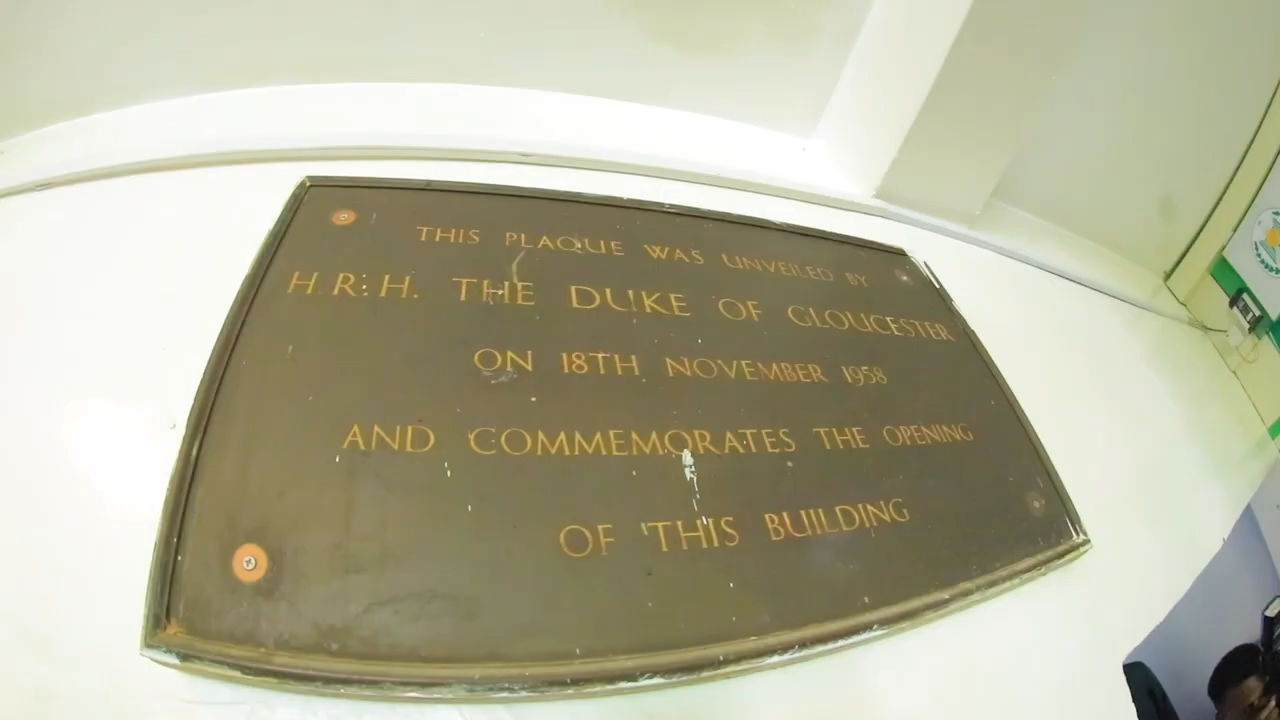 THIS PLAQUE WAS UNVEILED BY
H.R.H. THE DUKE OF GLOUCESTER
ON 18TH NOVEMBER 1958
AND COMMEMORATES THE OPENING
OF THIS BUILDING